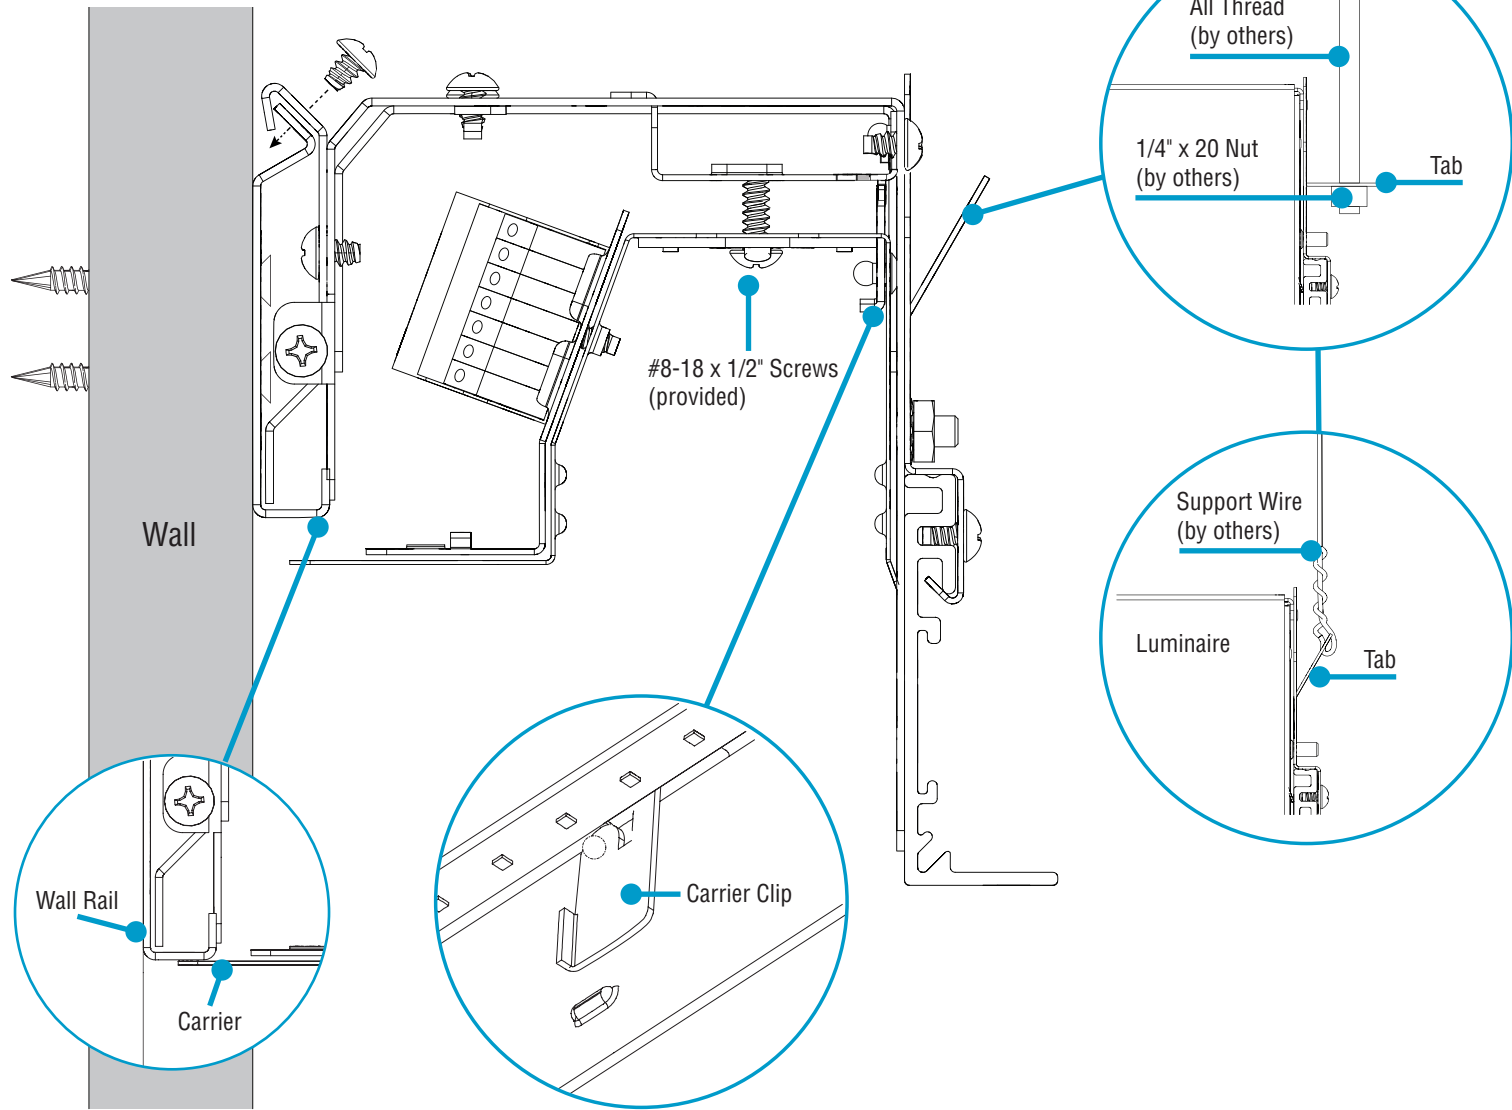 All Thread
(by others)
1/4" x 20 Nut
(by others)
Tab
#8-18 x 1/2" Screws
(provided)
Wall
Support Wire
(by others)
Luminaire
Tab
Wall Rail
Carrier Clip
Carrier